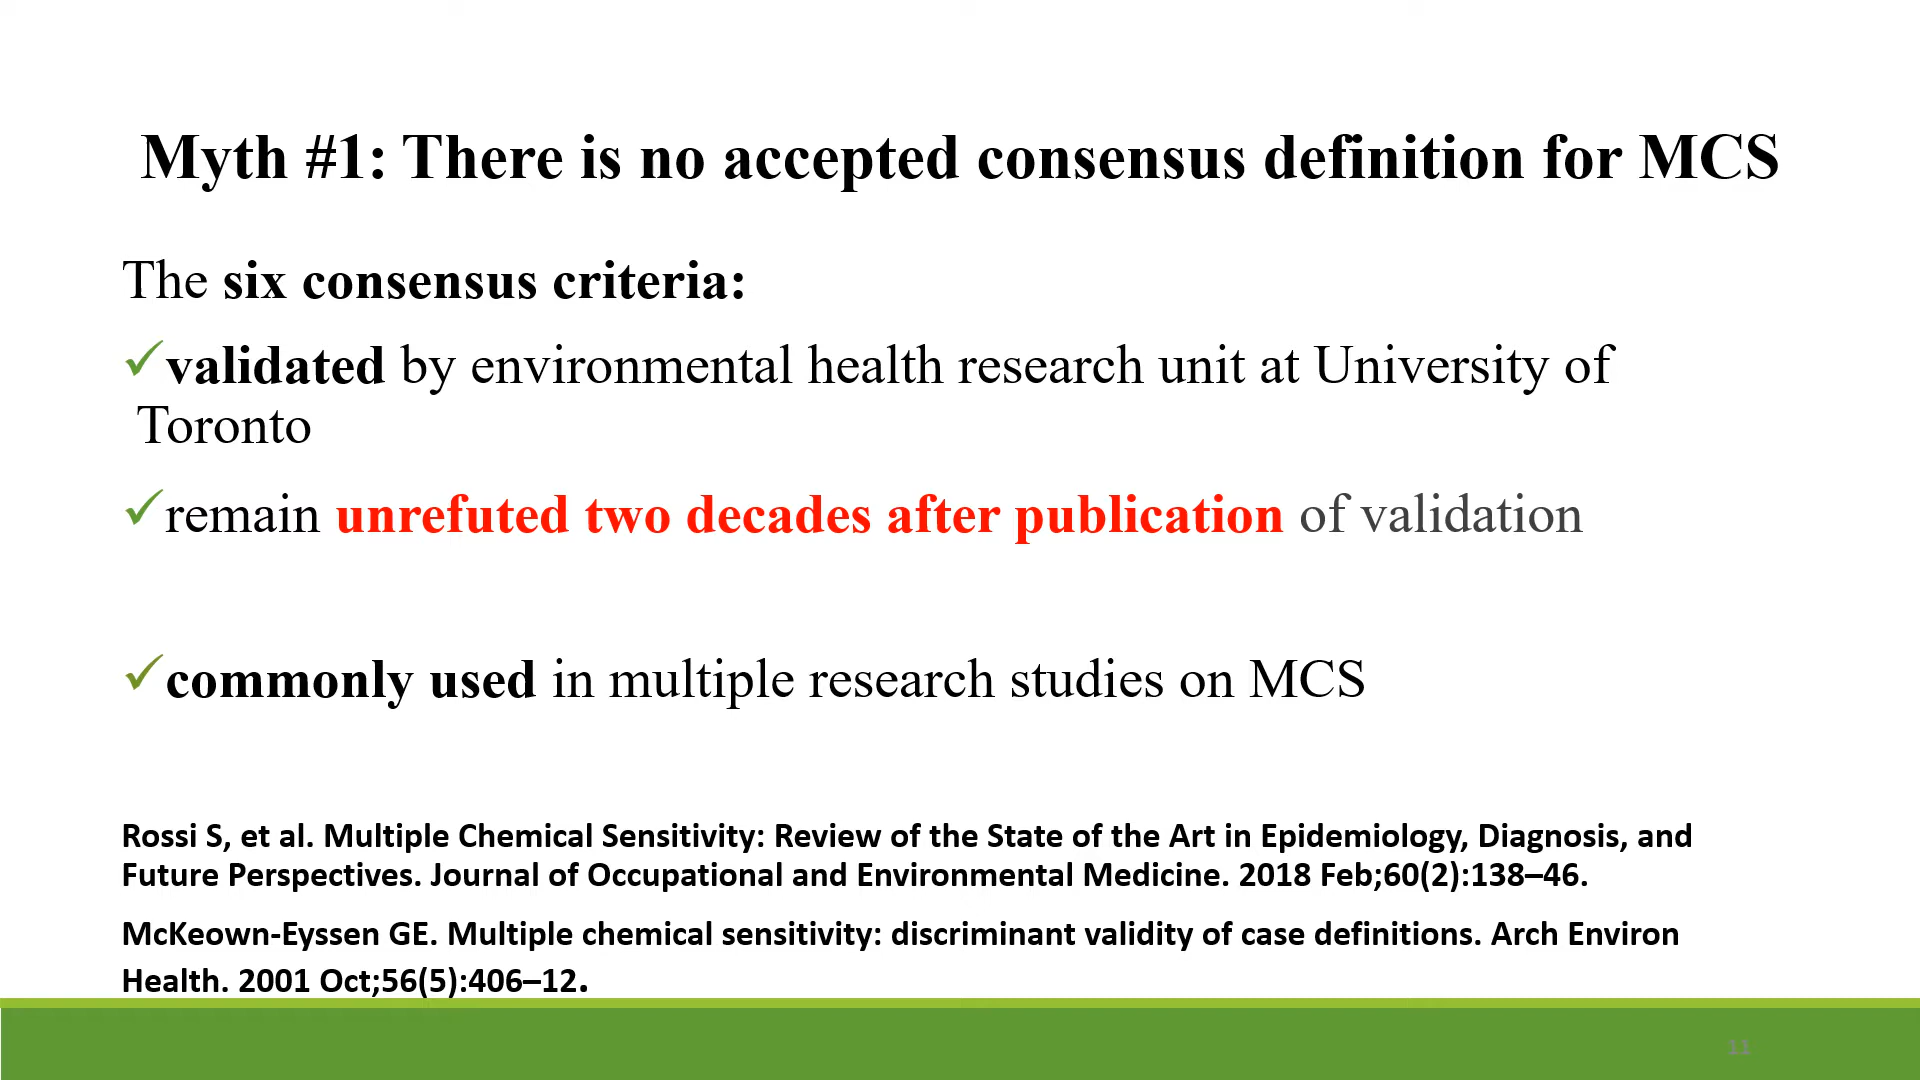 Myth #1: There is no accepted consensus definition for MCS
The six consensus criteria:
✓validated by environmental health research unit at University of
Toronto
✓remain unrefuted two decades after publication of validation
✓commonly used in multiple research studies on MCS
Rossi S, et al. Multiple Chemical Sensitivity: Review of the State of the Art in Epidemiology, Diagnosis, and
Future Perspectives. Journal of Occupational and Environmental Medicine. 2018 Feb;60(2):138–46.
McKeown-Eyssen GE. Multiple chemical sensitivity: discriminant validity of case definitions. Arch Environ
Health. 2001 Oct;56(5):406–12.
11